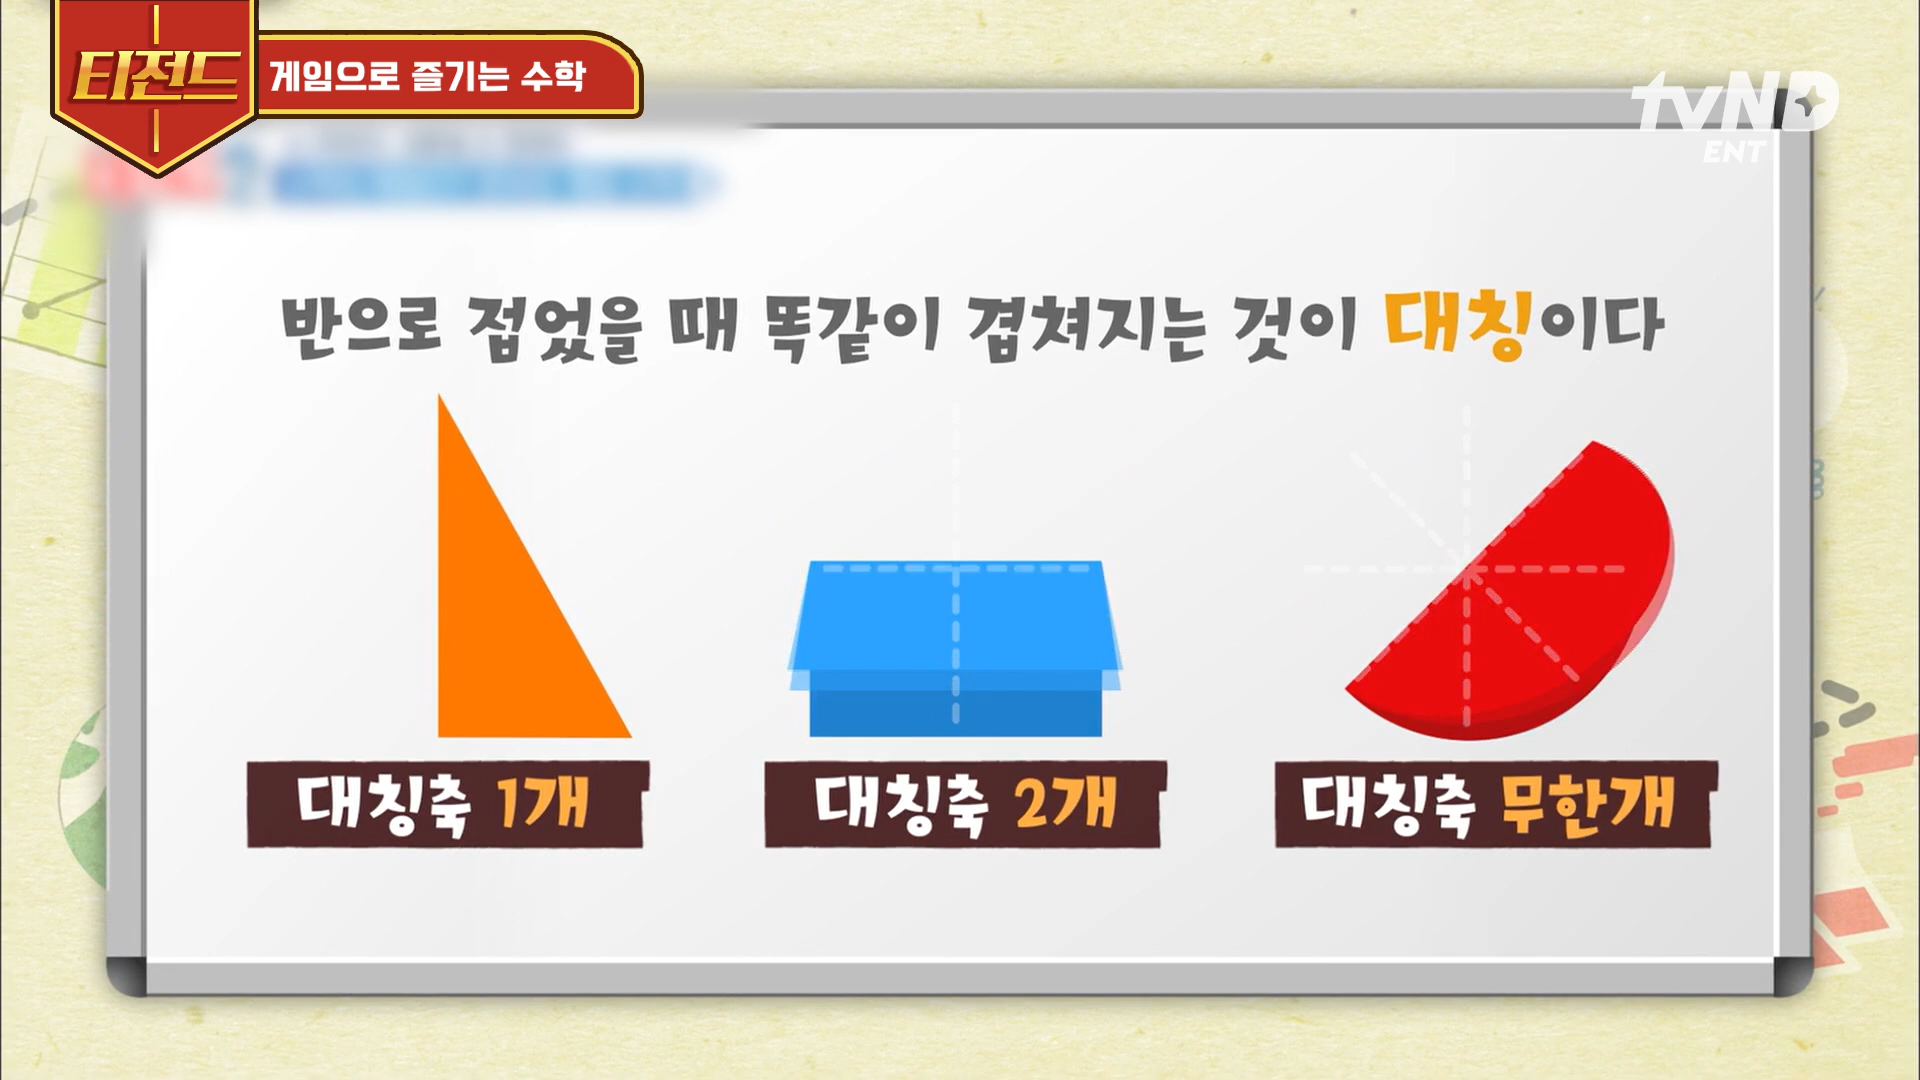 티전드
게임으로 즐기는 수학
tvND
ENT
반으로 접었을 때 똑같이 겹쳐지는 것이 대칭이다
대칭축 1개
대칭축 2개
대칭축 무한개